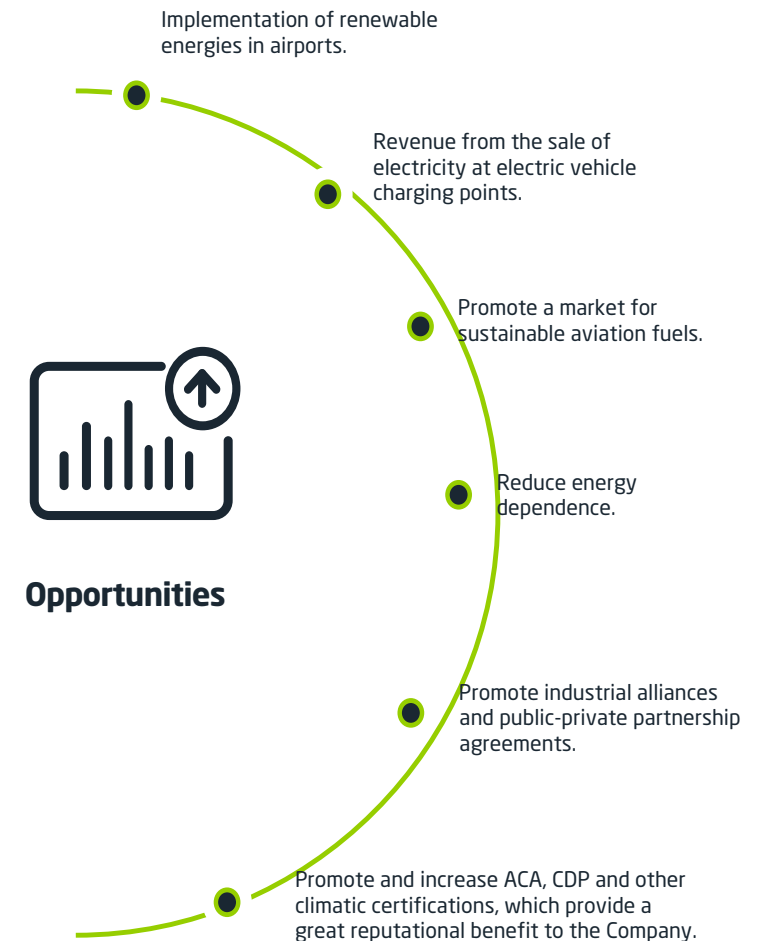 Implementation of renewable
energies in airports.
Revenue from the sale of
electricity at electric vehicle
charging points.
Promote a market for
sustainable aviation fuels.
Reduce energy
dependence.
Opportunities
Promote industrial alliances
and public-private partnership
agreements.
Promote and increase ACA, CDP and other
climatic certifications, which provide a
great reputational benefit to the Company.